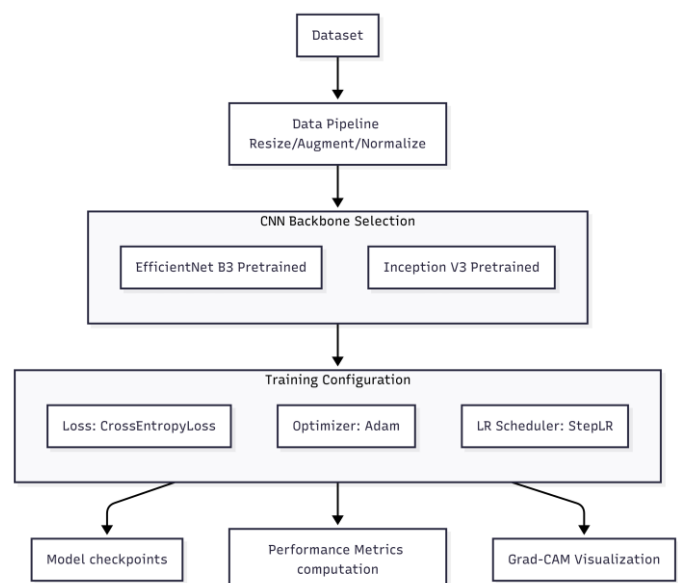 Dataset
Data Pipeline
Resize/Augment/Normalize
CNN Backbone Selection
EfficientNet B3 Pretrained
Inception V3 Pretrained
Training Configuration
Loss: CrossEntropyLoss
Optimizer: Adam
LR Scheduler: StepLR
Model checkpoints
Performance Metrics
computation
Grad-CAM Visualization